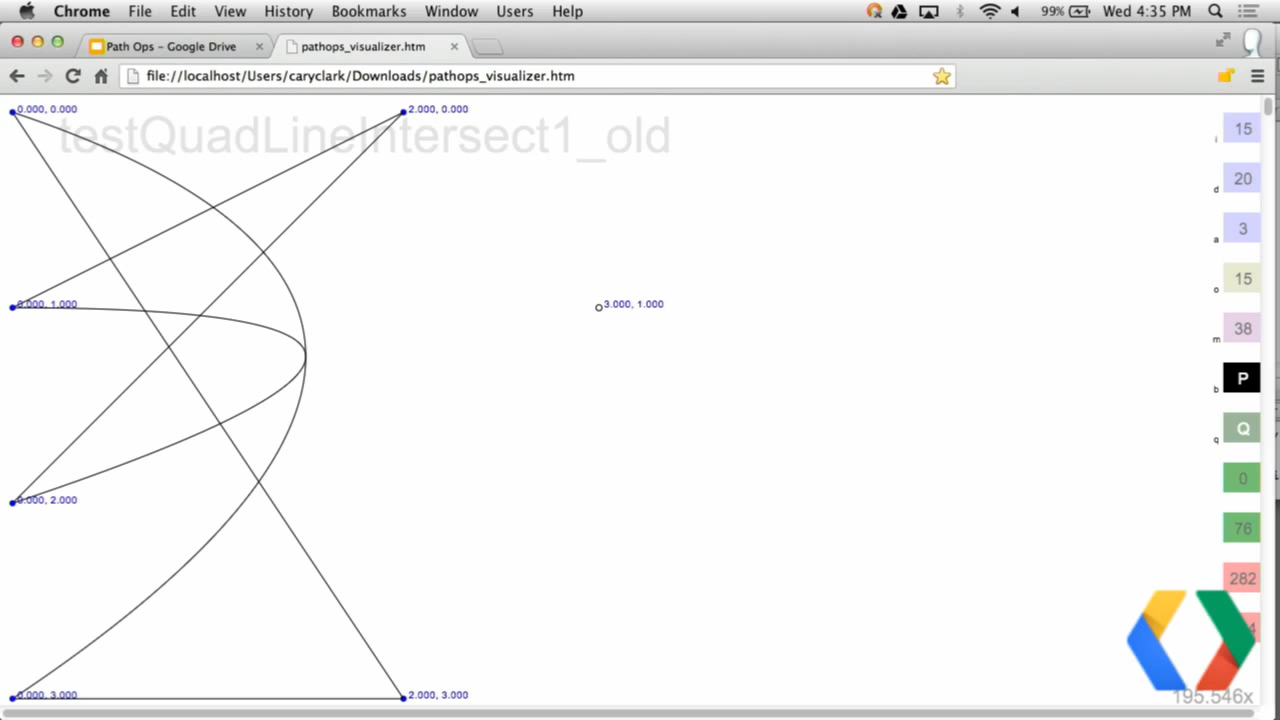 Chrome File Edit View History Bookmarks Window Users Help 99% Wed 4:35 PM
Path Ops - Google Drive pathops_visualizer.htm
file://localhost/Users/caryclark/Downloads/pathops_visualizer.htm
0.000, 0.000 2.000, 0.000
testQuadLineIntersect1_old
i 15
d 20
a 3
o 15
0.000, 1.000 3.000, 1.000
m 38
b P
q Q
0
0.000, 2.000
76
282
4
0.000, 3.000 2.000, 3.000
195.546x